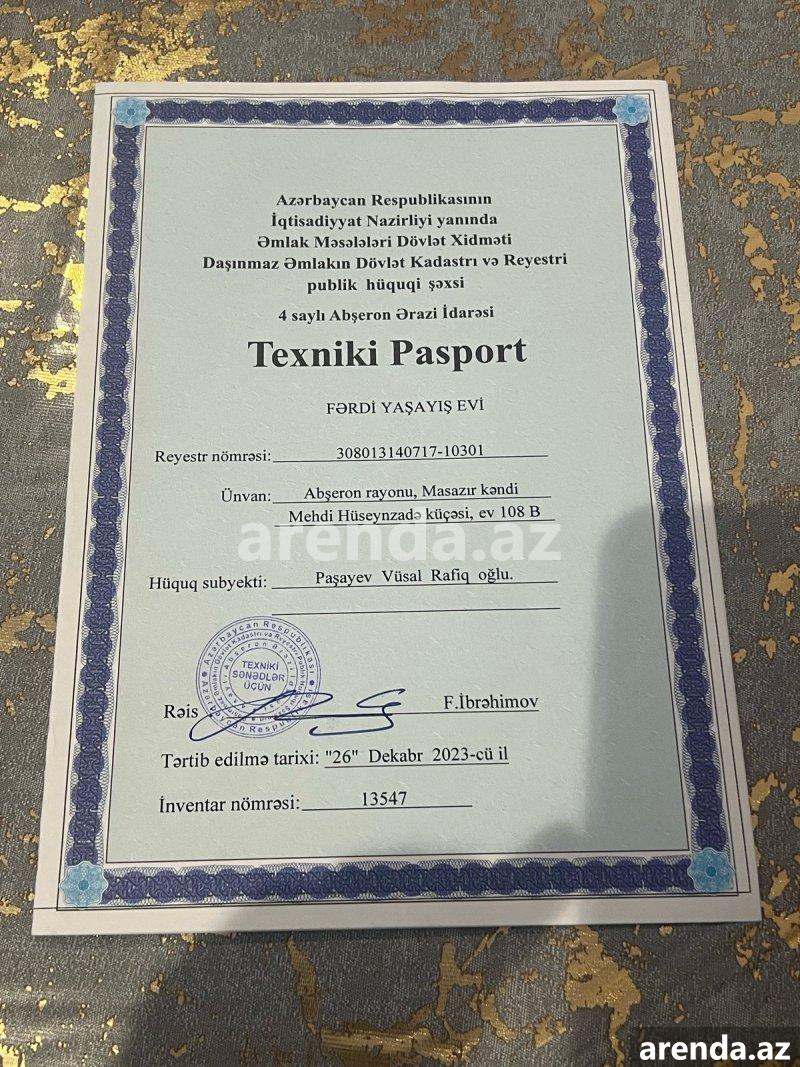 Azərbaycan Respublikasının
İqtisadiyyat Nazirliyi yanında
Əmlak Məsələləri Dövlət Xidməti
Daşınmaz Əmlakın Dövlət Kadastrı və Reyestri
publik hüquqi şəxsi
4 saylı Abşeron Ərazi İdarəsi
Texniki Pasport
FƏRDİ YAŞAYIŞ EVİ
Reyestr nömrəsi: 308013140717-10301
Ünvan: Abşeron rayonu, Masazır kəndi
Mehdi Hüseynzadə küçəsi, ev 108 B
arenda.az
Hüquq subyekti: Paşayev Vüsal Rafiq oğlu.
Azərbaycan Respublikası
TEXNİKİ
SƏNƏDLƏR
ÜÇÜN
Rəis F.İbrəhimov
Tərtib edilmə tarixi: "26" Dekabr 2023-cü il
İnventar nömrəsi: 13547
arenda.az